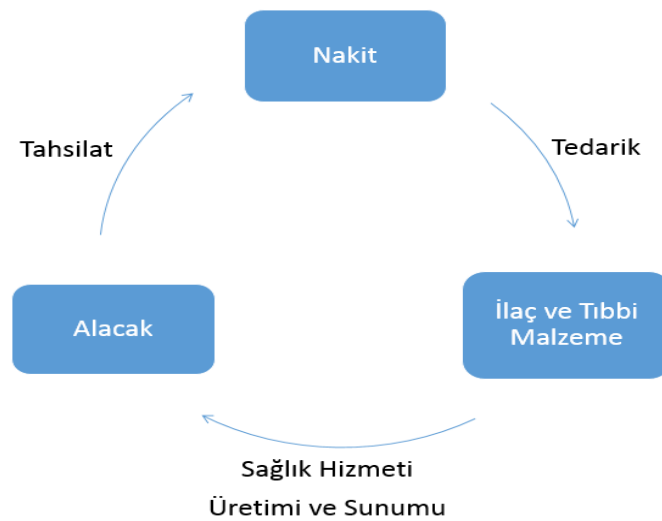 Nakit
Tahsilat
Tedarik
Alacak
İlaç ve Tıbbi
Malzeme
Sağlık Hizmeti
Üretimi ve Sunumu